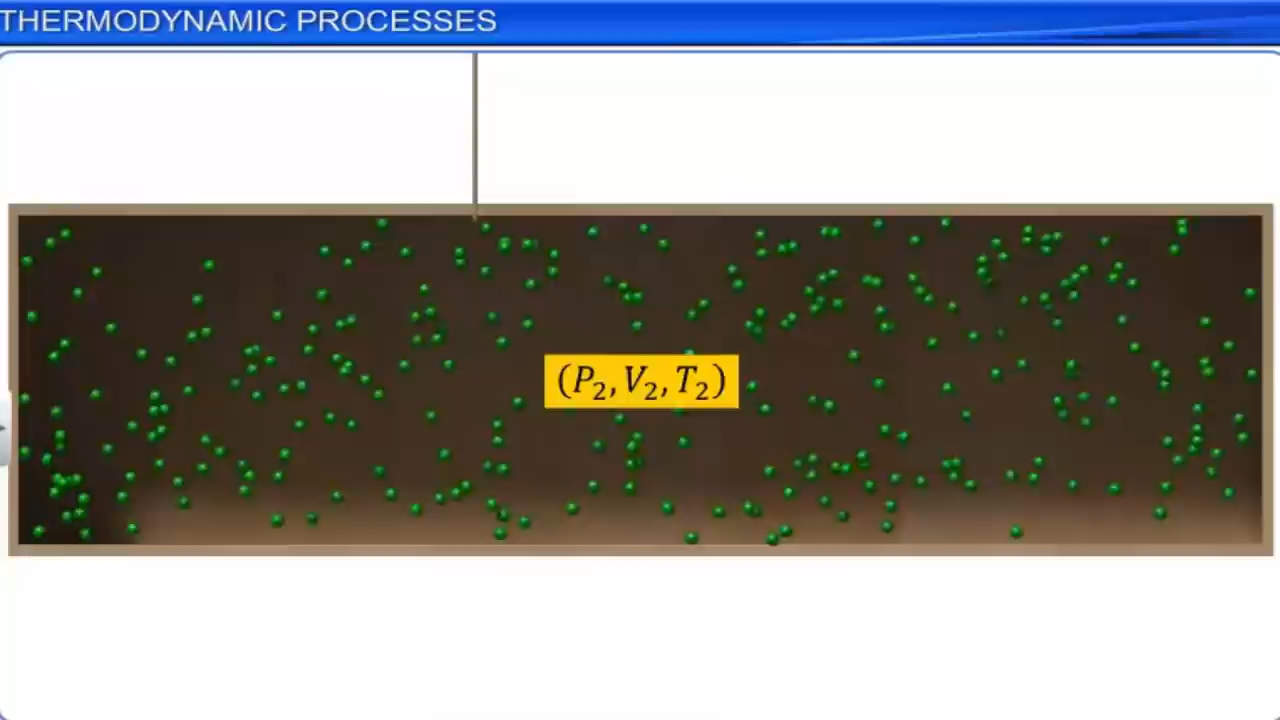 THERMODYNAMIC PROCESSES
(P₂, V₂, T₂)